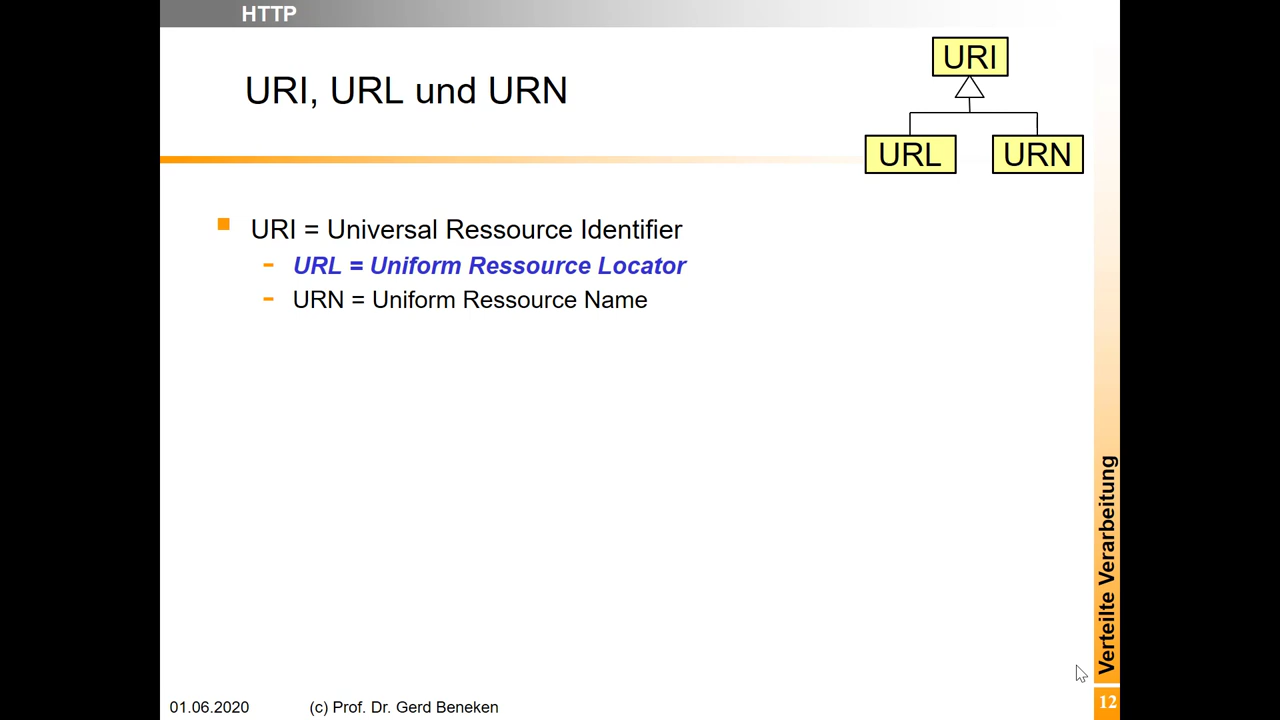 HTTP
URI, URL und URN
URI
URL
URN
URI = Universal Ressource Identifier
URL = Uniform Ressource Locator
URN = Uniform Ressource Name
Verteilte Verarbeitung
01.06.2020
(c) Prof. Dr. Gerd Beneken
12